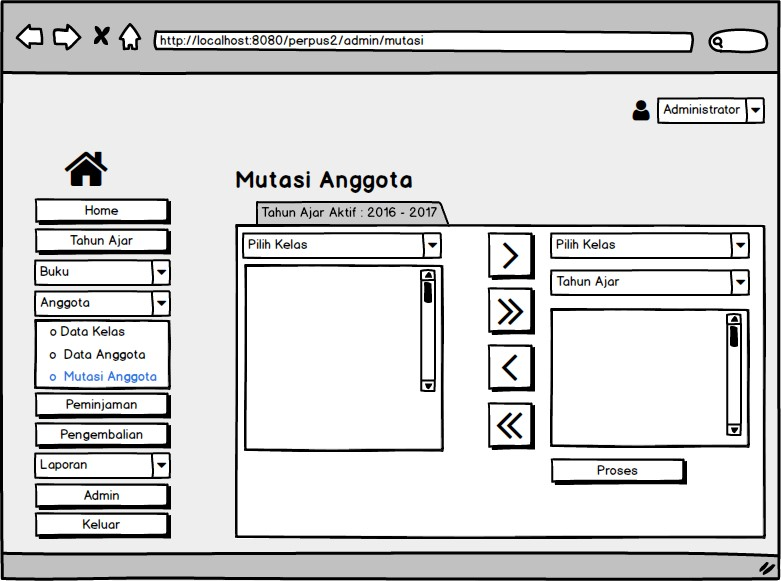 http://localhost:8080/perpus2/admin/mutasi
Administrator
Home
Tahun Ajar
Buku
Anggota
o Data Kelas
o Data Anggota
o Mutasi Anggota
Peminjaman
Pengembalian
Laporan
Admin
Keluar
Mutasi Anggota
Tahun Ajar Aktif : 2016 - 2017
Pilih Kelas
>
>>
<
<<
Pilih Kelas
Tahun Ajar
Proses